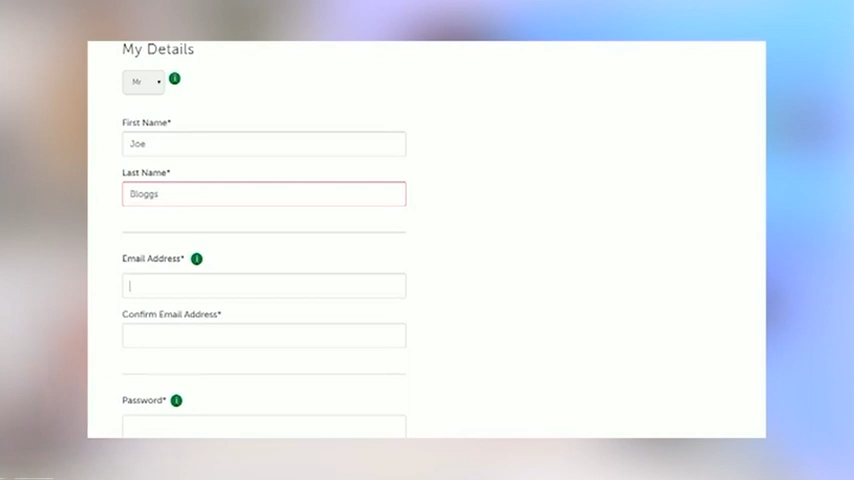 My Details
Mr
First Name*
Joe
Last Name*
Bloggs
Email Address*
Confirm Email Address*
Password*